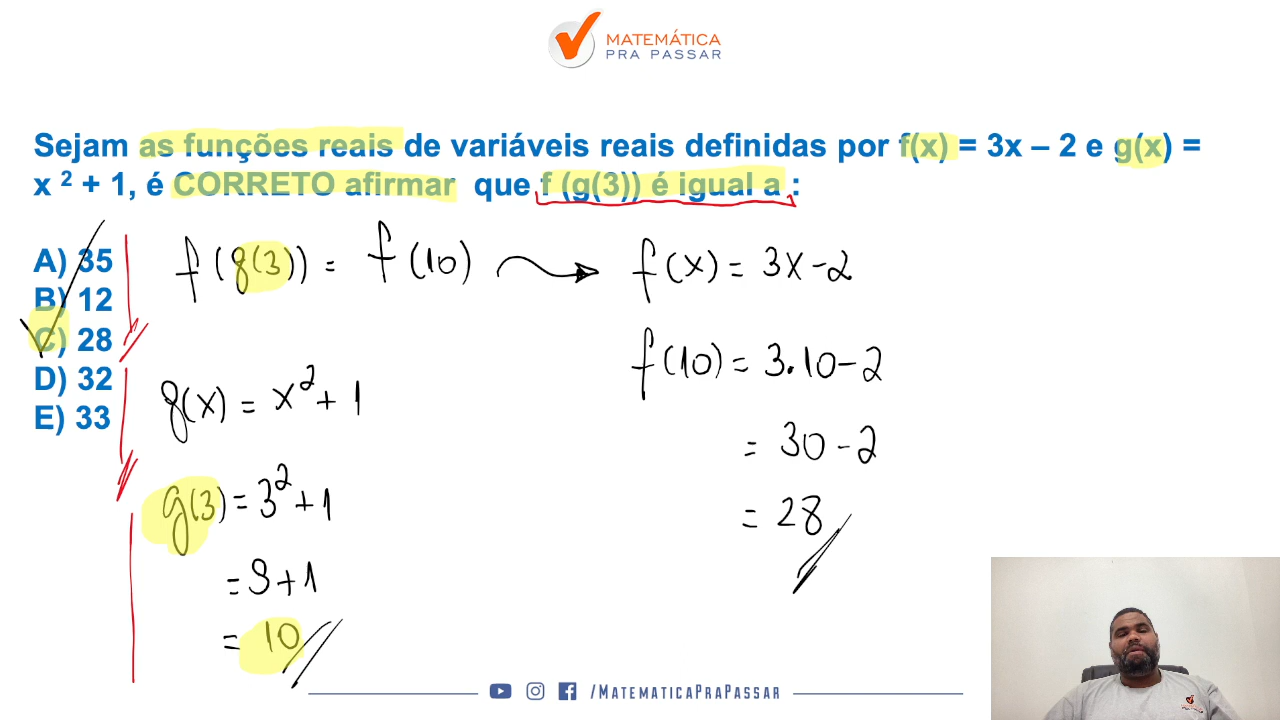 MATEMÁTICA
PRA PASSAR
Sejam as funções reais de variáveis reais definidas por f(x) = 3x – 2 e g(x) =
x ² + 1, é CORRETO afirmar que f (g(3)) é igual a :
A) 35
B) 12
C) 28
D) 32
E) 33
f(g(3)) = f(10)
g(x) = x² + 1
g(3) = 3² + 1
= 9 + 1
= 10
f(x) = 3x - 2
f(10) = 3.10 - 2
= 30 - 2
= 28
/MatematicaPraPassar